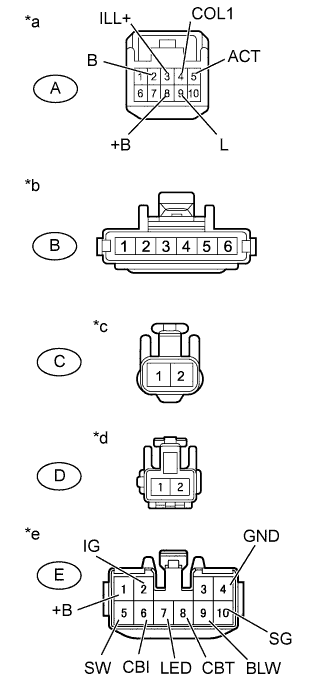 *a
ILL+ COL1
B ACT
1 2 3 4 5
A
6 7 8 9 10
+B L
*b
B
1 2 3 4 5 6
*c
C
1 2
*d
D
1 2
*e
IG GND
E
1 2 3 4
+B
5 6 7 8 9 10
SG
SW CBI LED CBT BLW